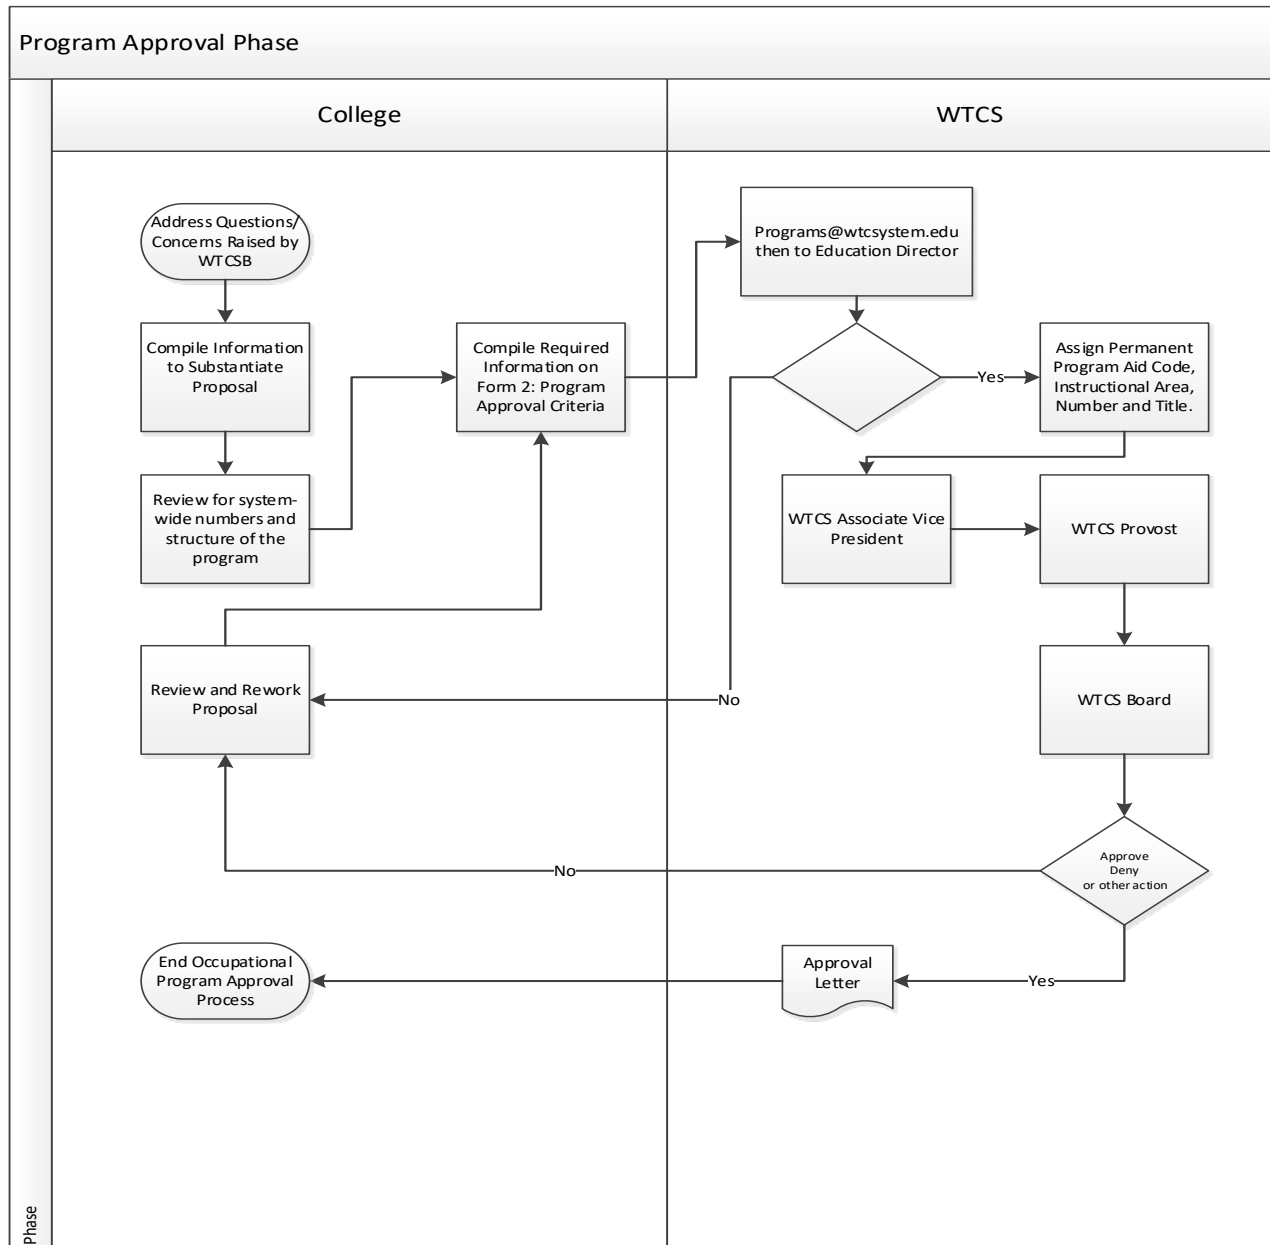 Program Approval Phase
College
WTCS
Address Questions/
Concerns Raised by
WTCSB
Compile Information
to Substantiate
Proposal
Review for system-
wide numbers and
structure of the
program
Compile Required
Information on
Form 2: Program
Approval Criteria
Programs@wtcsystem.edu
then to Education Director
Yes
Assign Permanent
Program Aid Code,
Instructional Area,
Number and Title.
WTCS Associate Vice
President
WTCS Provost
Review and Rework
Proposal
No
WTCS Board
No
Approve
Deny
or other action
End Occupational
Program Approval
Process
Approval
Letter
Yes
Phase